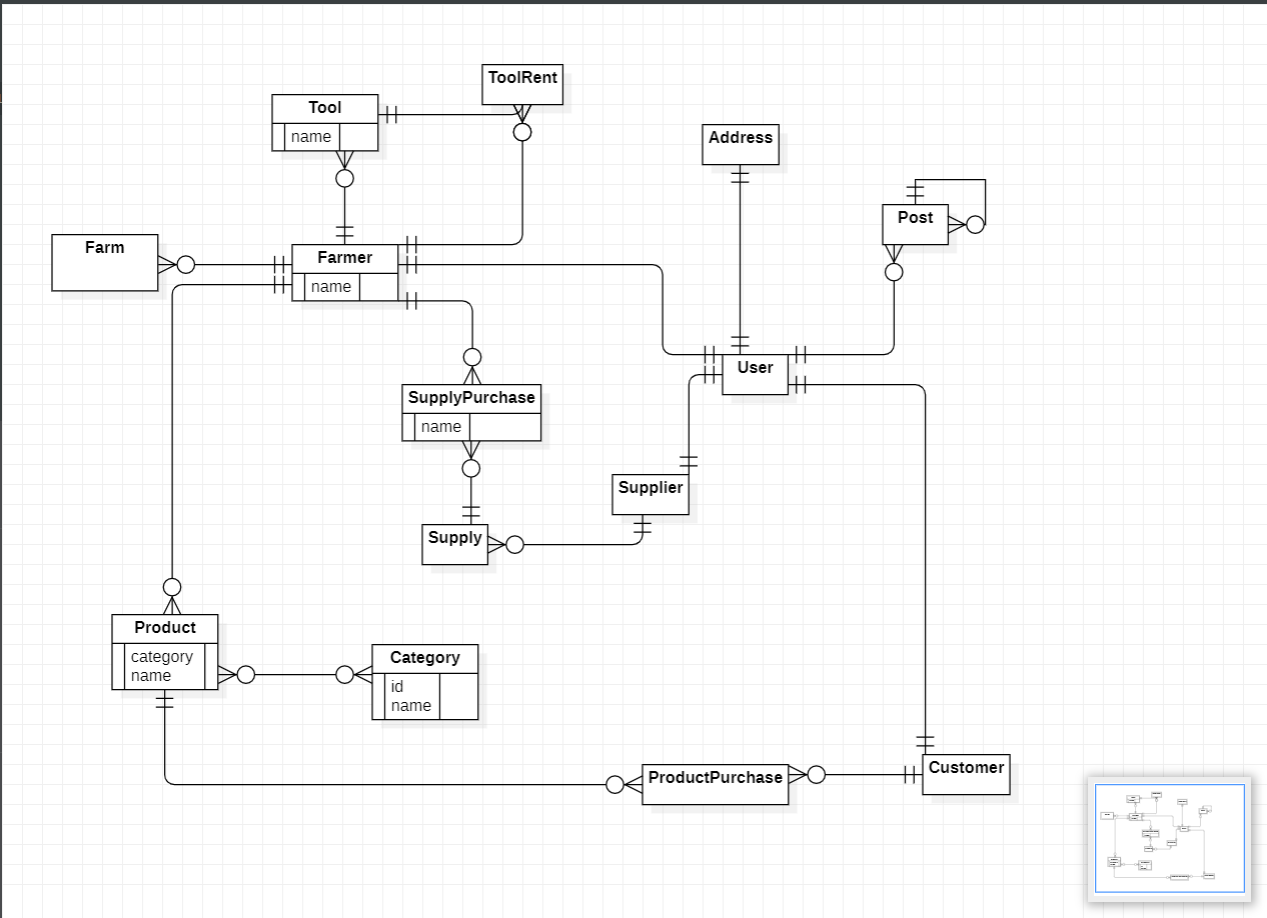 ToolRent
Tool
name
Address
Post
Farm
Farmer
name
User
SupplyPurchase
name
Supplier
Supply
Product
category
name
Category
id
name
ProductPurchase
Customer